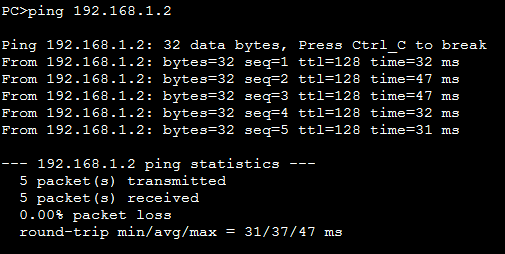 PC>ping 192.168.1.2
Ping 192.168.1.2: 32 data bytes, Press Ctrl_C to break
From 192.168.1.2: bytes=32 seq=1 ttl=128 time=32 ms
From 192.168.1.2: bytes=32 seq=2 ttl=128 time=47 ms
From 192.168.1.2: bytes=32 seq=3 ttl=128 time=47 ms
From 192.168.1.2: bytes=32 seq=4 ttl=128 time=32 ms
From 192.168.1.2: bytes=32 seq=5 ttl=128 time=31 ms
--- 192.168.1.2 ping statistics ---
5 packet(s) transmitted
5 packet(s) received
0.00% packet loss
round-trip min/avg/max = 31/37/47 ms